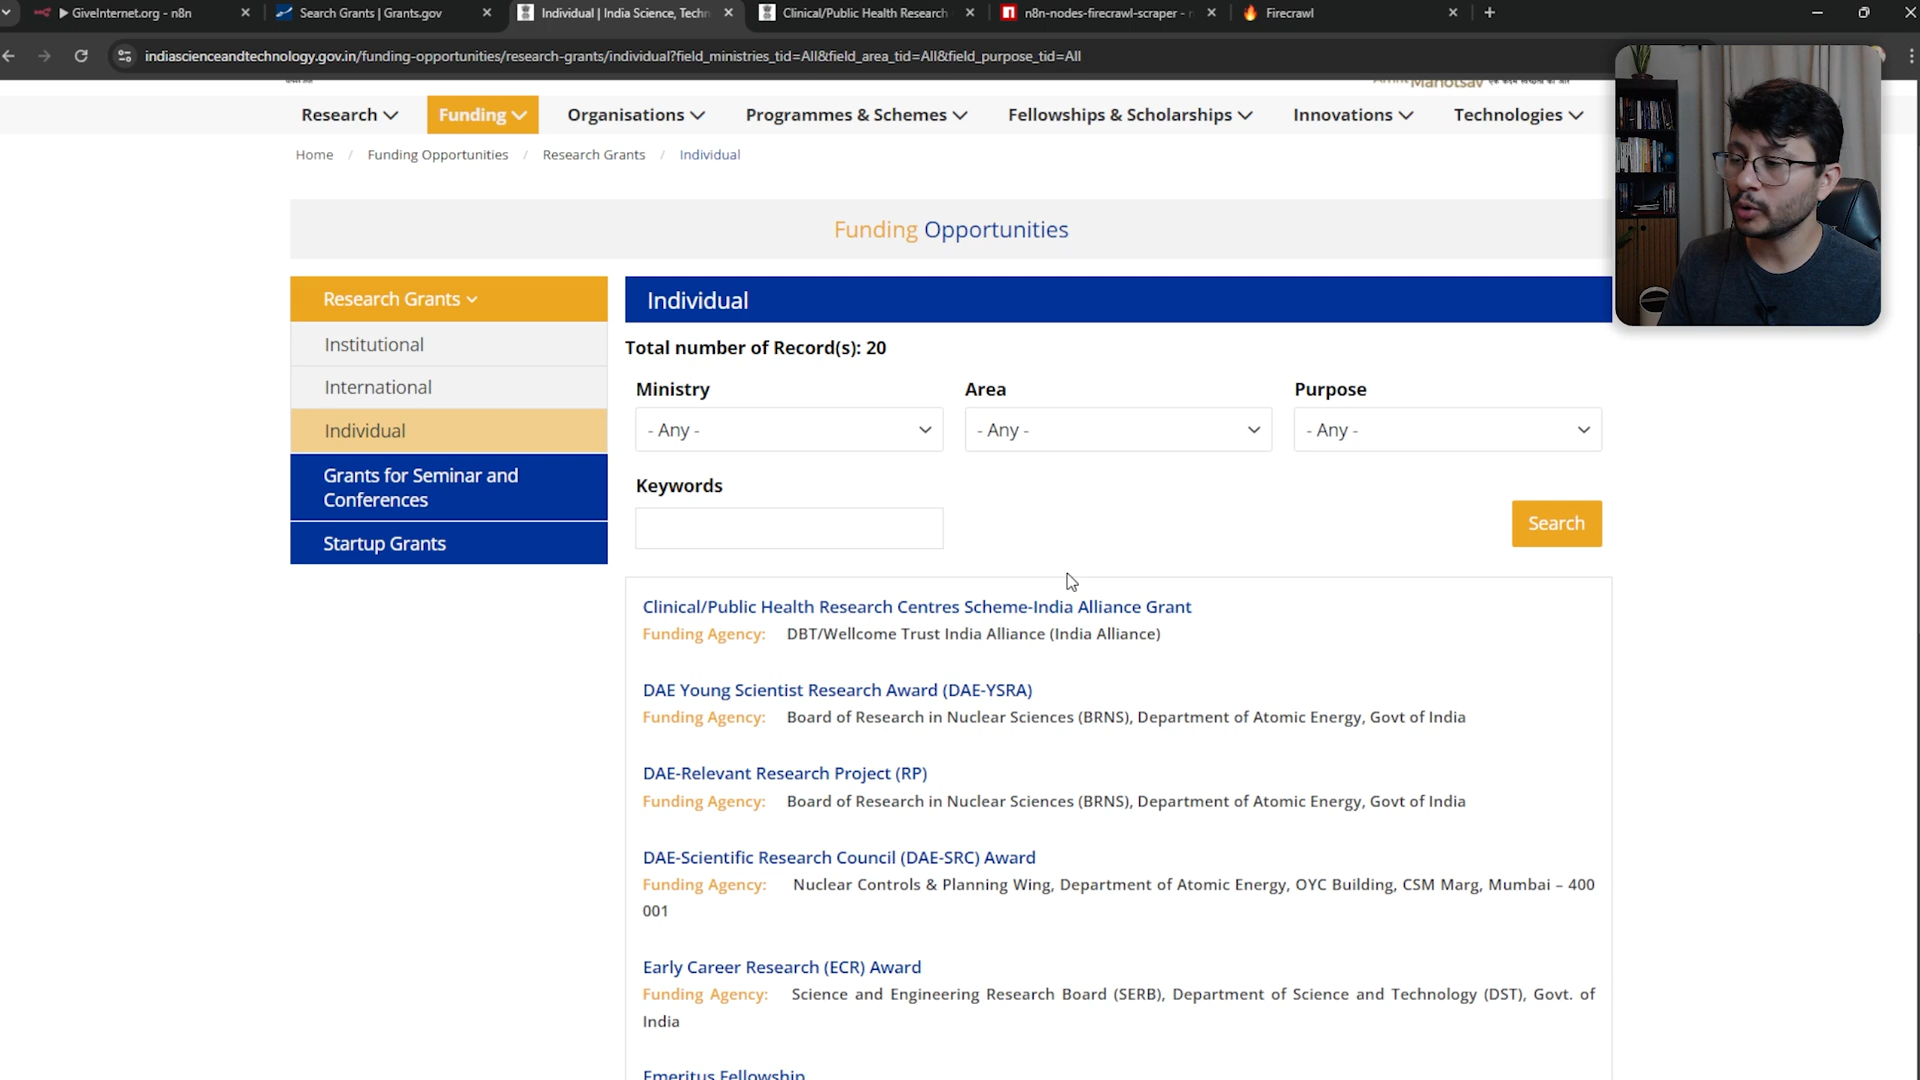 GiveInternet.org - n8n
Search Grants | Grants.gov
Individual | India Science, Techn
Clinical/Public Health Research
n8n-nodes-firecrawl-scraper -
Firecrawl
indiascienceandtechnology.gov.in/funding-opportunities/research-grants/individual?field_ministries_tid=All&field_area_tid=All&field_purpose_tid=All
Research
Funding
Organisations
Programmes & Schemes
Fellowships & Scholarships
Innovations
Technologies
Home / Funding Opportunities / Research Grants / Individual
Funding Opportunities
Research Grants
Institutional
International
Individual
Grants for Seminar and
Conferences
Startup Grants
Individual
Total number of Record(s): 20
Ministry
Area
Purpose
- Any -
- Any -
- Any -
Keywords
Search
Clinical/Public Health Research Centres Scheme-India Alliance Grant
Funding Agency: DBT/Wellcome Trust India Alliance (India Alliance)
DAE Young Scientist Research Award (DAE-YSRA)
Funding Agency: Board of Research in Nuclear Sciences (BRNS), Department of Atomic Energy, Govt of India
DAE-Relevant Research Project (RP)
Funding Agency: Board of Research in Nuclear Sciences (BRNS), Department of Atomic Energy, Govt of India
DAE-Scientific Research Council (DAE-SRC) Award
Funding Agency: Nuclear Controls & Planning Wing, Department of Atomic Energy, OYC Building, CSM Marg, Mumbai – 400
001
Early Career Research (ECR) Award
Funding Agency: Science and Engineering Research Board (SERB), Department of Science and Technology (DST), Govt. of
India
Emeritus Fellowship